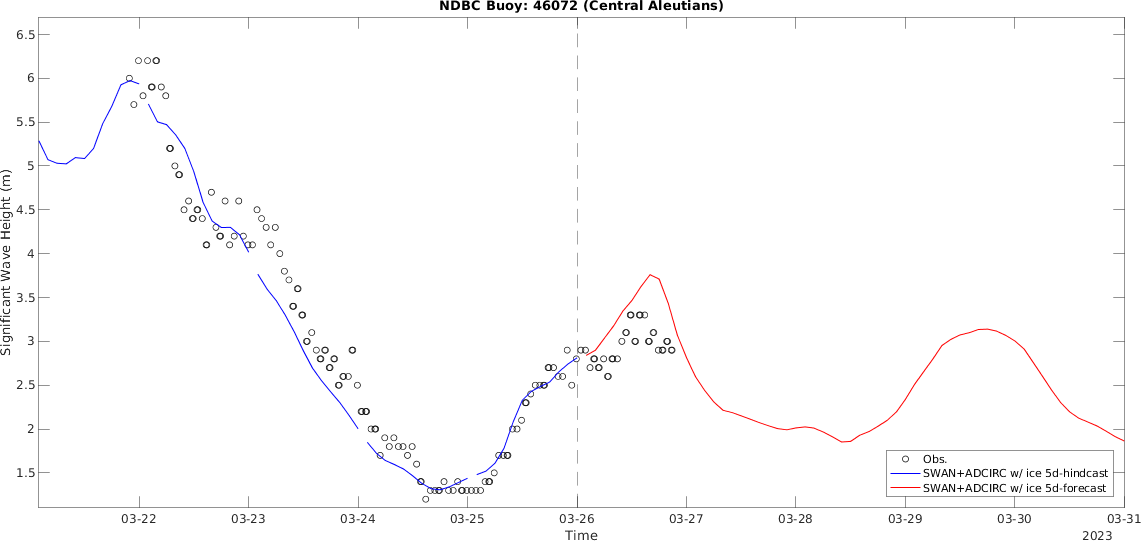 NDBC Buoy: 46072 (Central Aleutians)
6.5
6
5.5
5
4.5
4
3.5
3
2.5
2
1.5
Significant Wave Height (m)
Obs.
SWAN+ADCIRC w/ ice 5d-hindcast
SWAN+ADCIRC w/ ice 5d-forecast
03-22 03-23 03-24 03-25 03-26 03-27 03-28 03-29 03-30 03-31
Time
2023